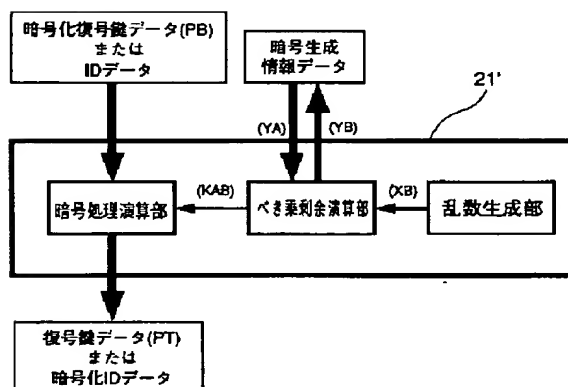 暗号化復号鍵データ(PB)
または
IDデータ
暗号生成
情報データ
21'
(YA)
(YB)
暗号処理演算部
(KAB)
べき乗剰余演算部
(XB)
乱数生成部
復号鍵データ(PT)
または
暗号化IDデータ